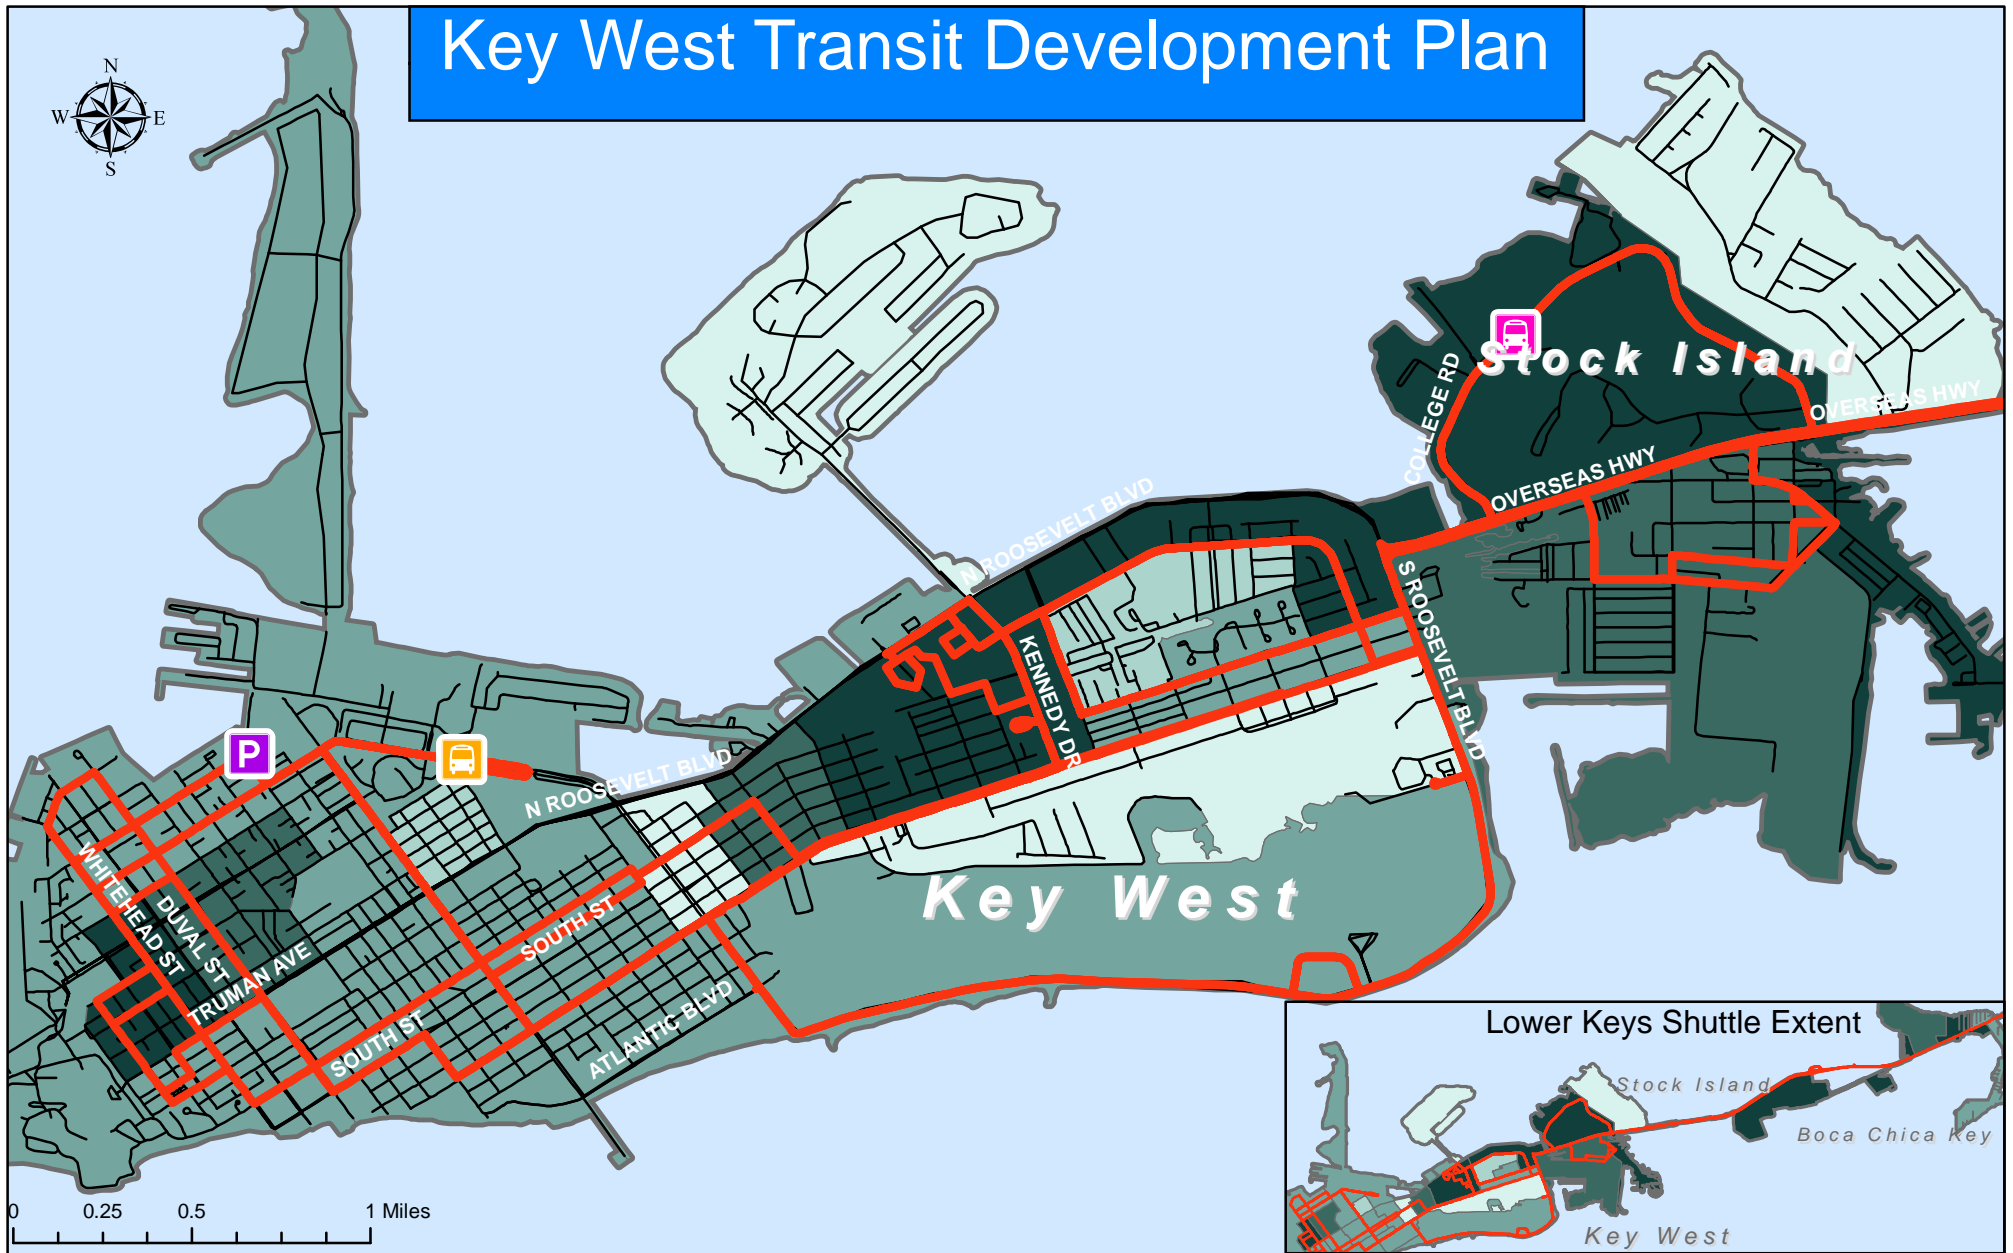 Key West Transit Development Plan
N
W E
S
Stock Island
COLLEGE RD
OVERSEAS HWY
OVERSEAS HWY
N ROOSEVELT BLVD
S ROOSEVELT BLVD
KENNEDY DR
P
N ROOSEVELT BLVD
Key West
WHITEHEAD ST
DUVAL ST
TRUMAN AVE
SOUTH ST
SOUTH ST
ATLANTIC BLVD
Lower Keys Shuttle Extent
Stock Island
Boca Chica Key
Key West
0 0.25 0.5 1 Miles